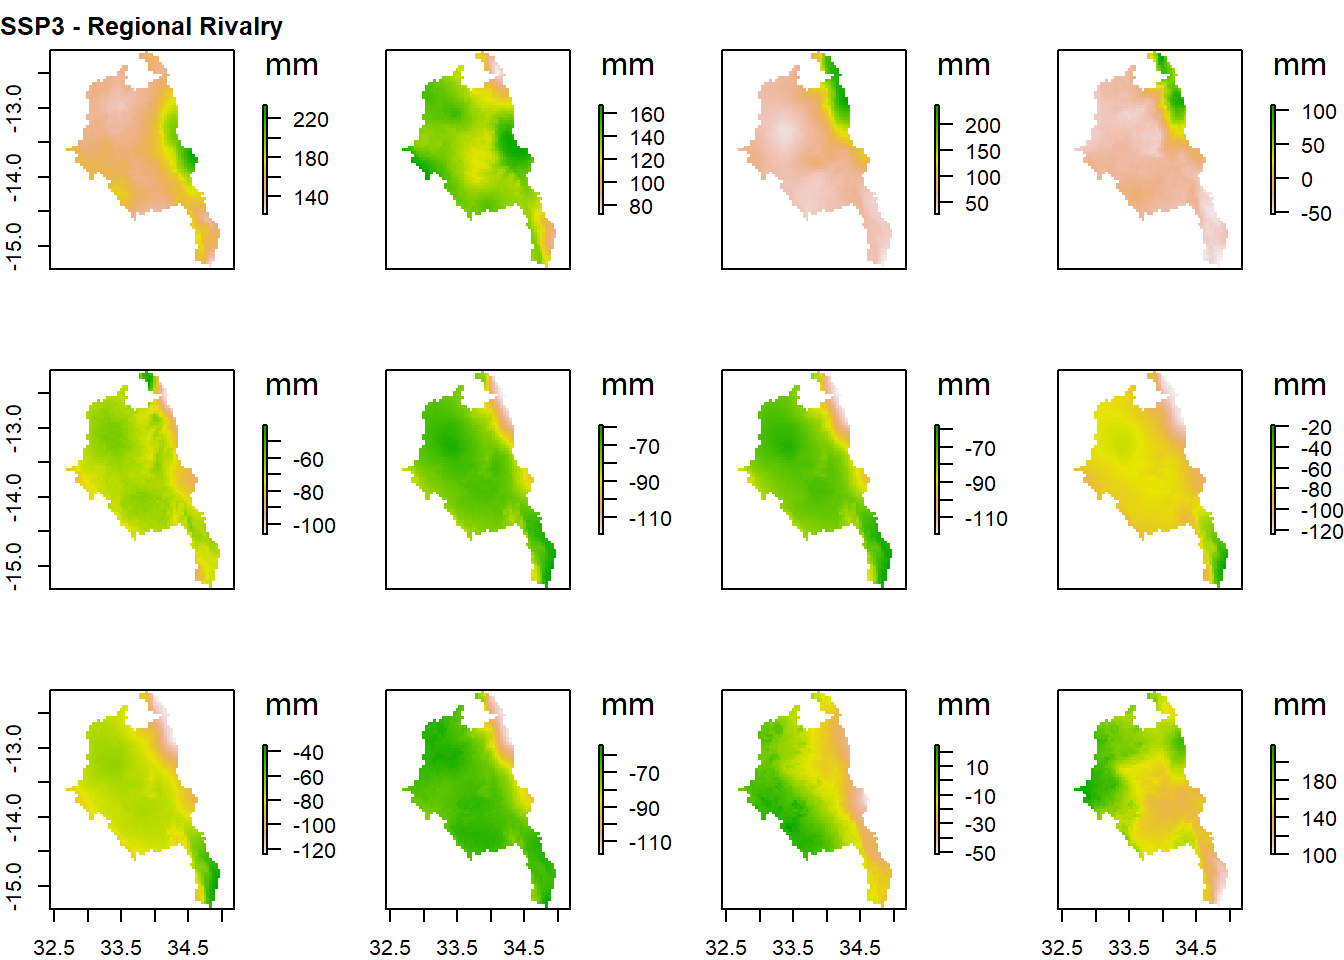 SSP3 - Regional Rivalry
mm mm mm mm
-13.0 -14.0 -15.0
220 180 140
160 140 120 100 80
200 150 100 50
100 50 0 -50
mm mm mm mm
-13.0 -14.0 -15.0
-60 -80 -100
-70 -90 -110
-70 -90 -110
-20 -40 -60 -80 -100 -120
mm mm mm mm
-13.0 -14.0 -15.0
-40 -60 -80 -100 -120
-70 -90 -110
10 -10 -30 -50
180 140 100
32.5 33.5 34.5 32.5 33.5 34.5 32.5 33.5 34.5 32.5 33.5 34.5